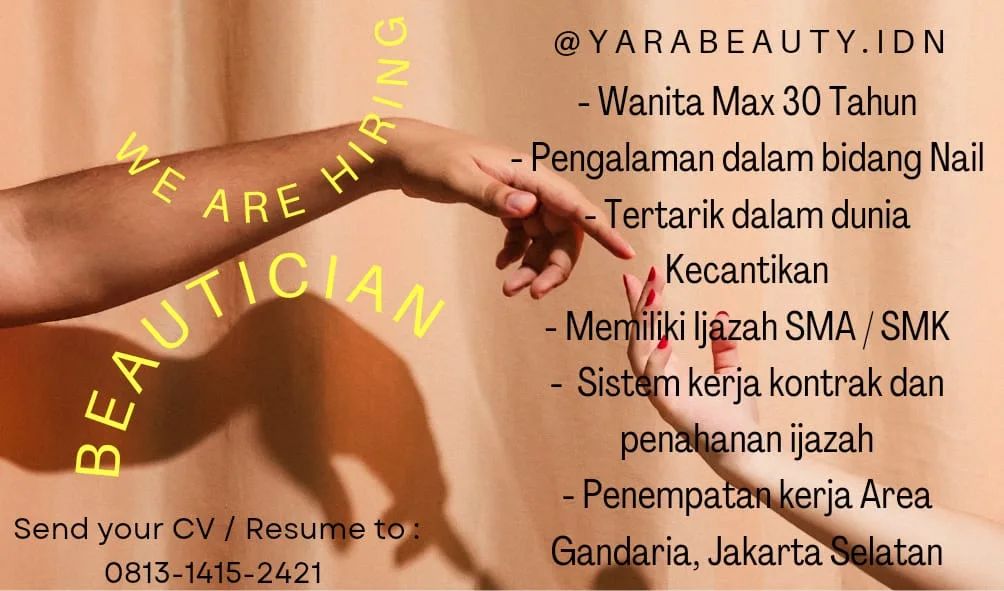 WE ARE HIRING
BEAUTICIAN
Send your CV / Resume to :
0813-1415-2421
@YARABEAUTY.IDN
- Wanita Max 30 Tahun
- Pengalaman dalam bidang Nail
- Tertarik dalam dunia
Kecantikan
- Memiliki Ijazah SMA / SMK
- Sistem kerja kontrak dan
penahanan ijazah
- Penempatan kerja Area
Gandaria, Jakarta Selatan